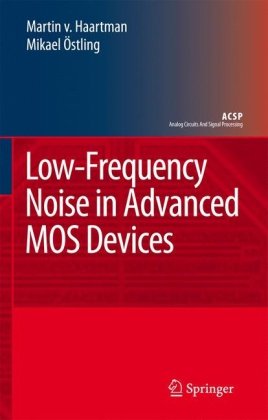 Martin v. Haartman
Mikael Östling
ACSP
Analog Circuits And Signal Processing
Low-Frequency
Noise in Advanced
MOS Devices
Springer